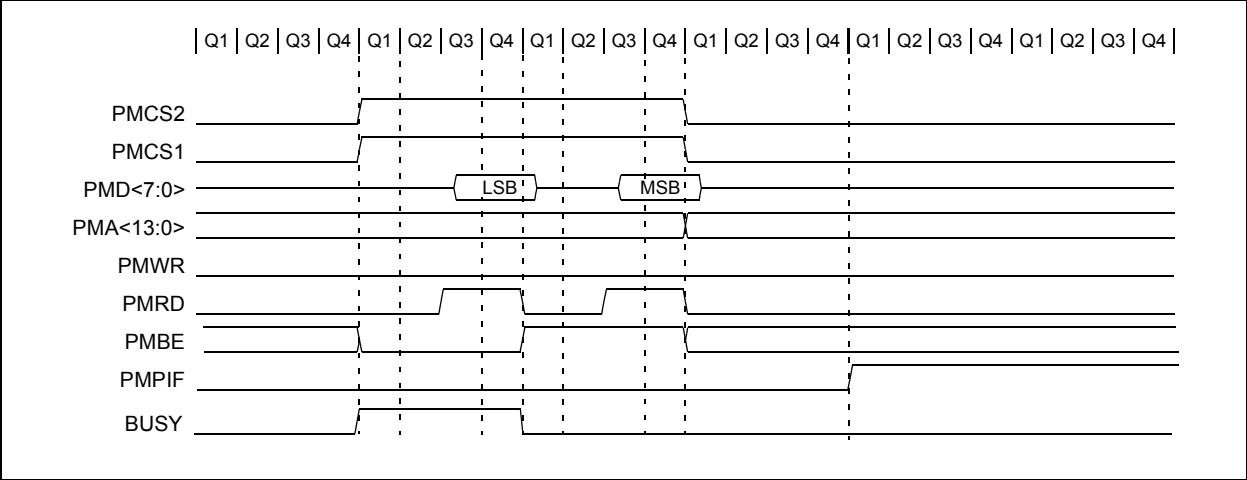 Q1 Q2 Q3 Q4 Q1 Q2 Q3 Q4 Q1 Q2 Q3 Q4 Q1 Q2 Q3 Q4 Q1 Q2 Q3 Q4 Q1 Q2 Q3 Q4
PMCS2
PMCS1
PMD<7:0> LSB MSB
PMA<13:0>
PMWR
PMRD
PMBE
PMPIF
BUSY